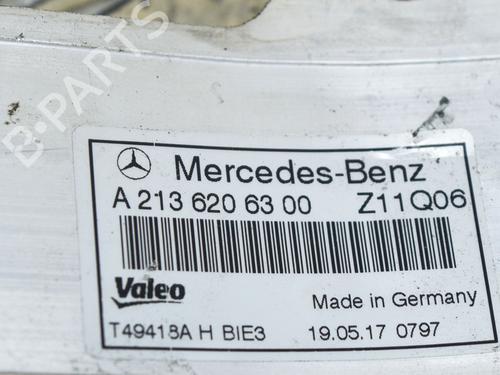 B-PARTS
Mercedes-Benz
A 213 620 63 00 Z11Q06
Valeo
Made in Germany
T49418A H BIE3 19.05.17 0797